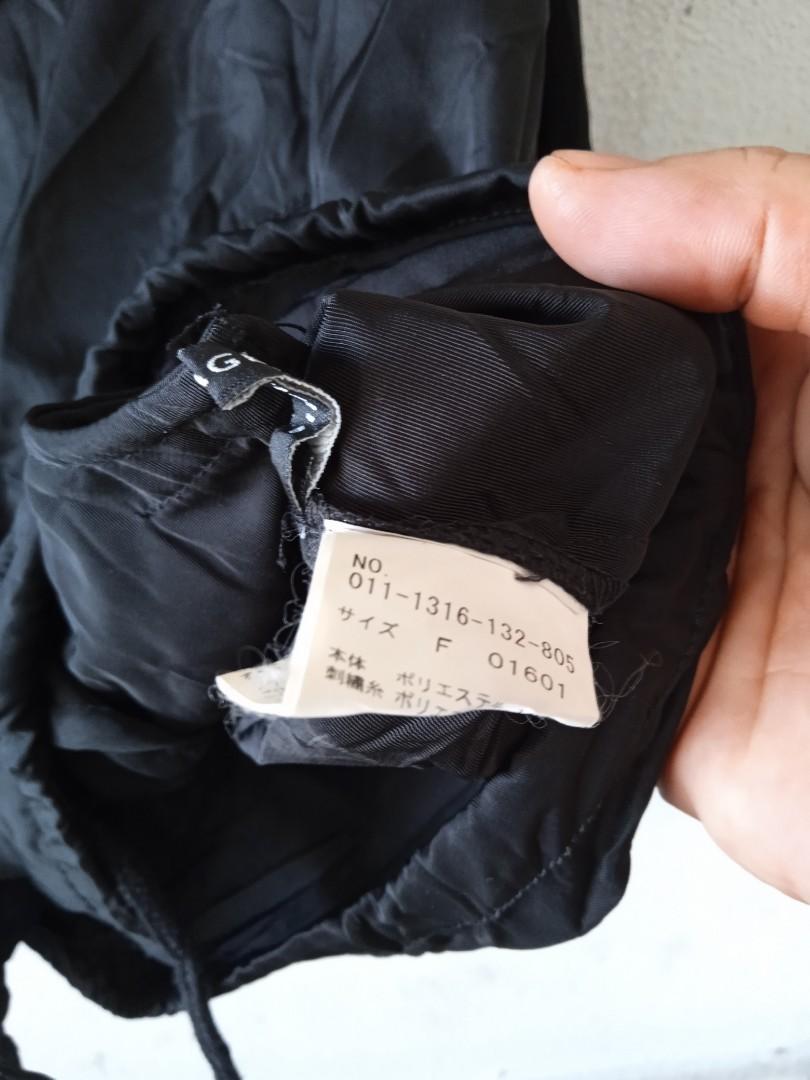 G
NO.
011-1316-132-805
サイズ F 01601
本体 ポリエステ
刺繍糸 ポリエ